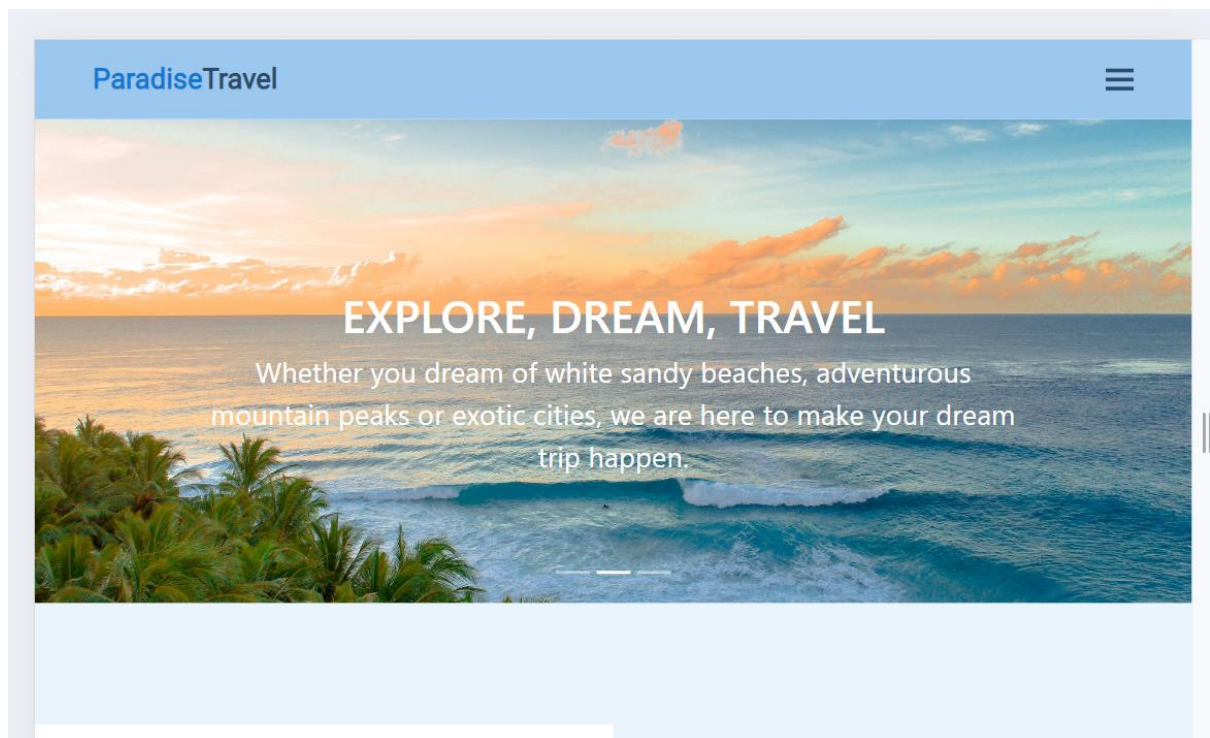 ParadiseTravel
EXPLORE, DREAM, TRAVEL
Whether you dream of white sandy beaches, adventurous
mountain peaks or exotic cities, we are here to make your dream
trip happen.